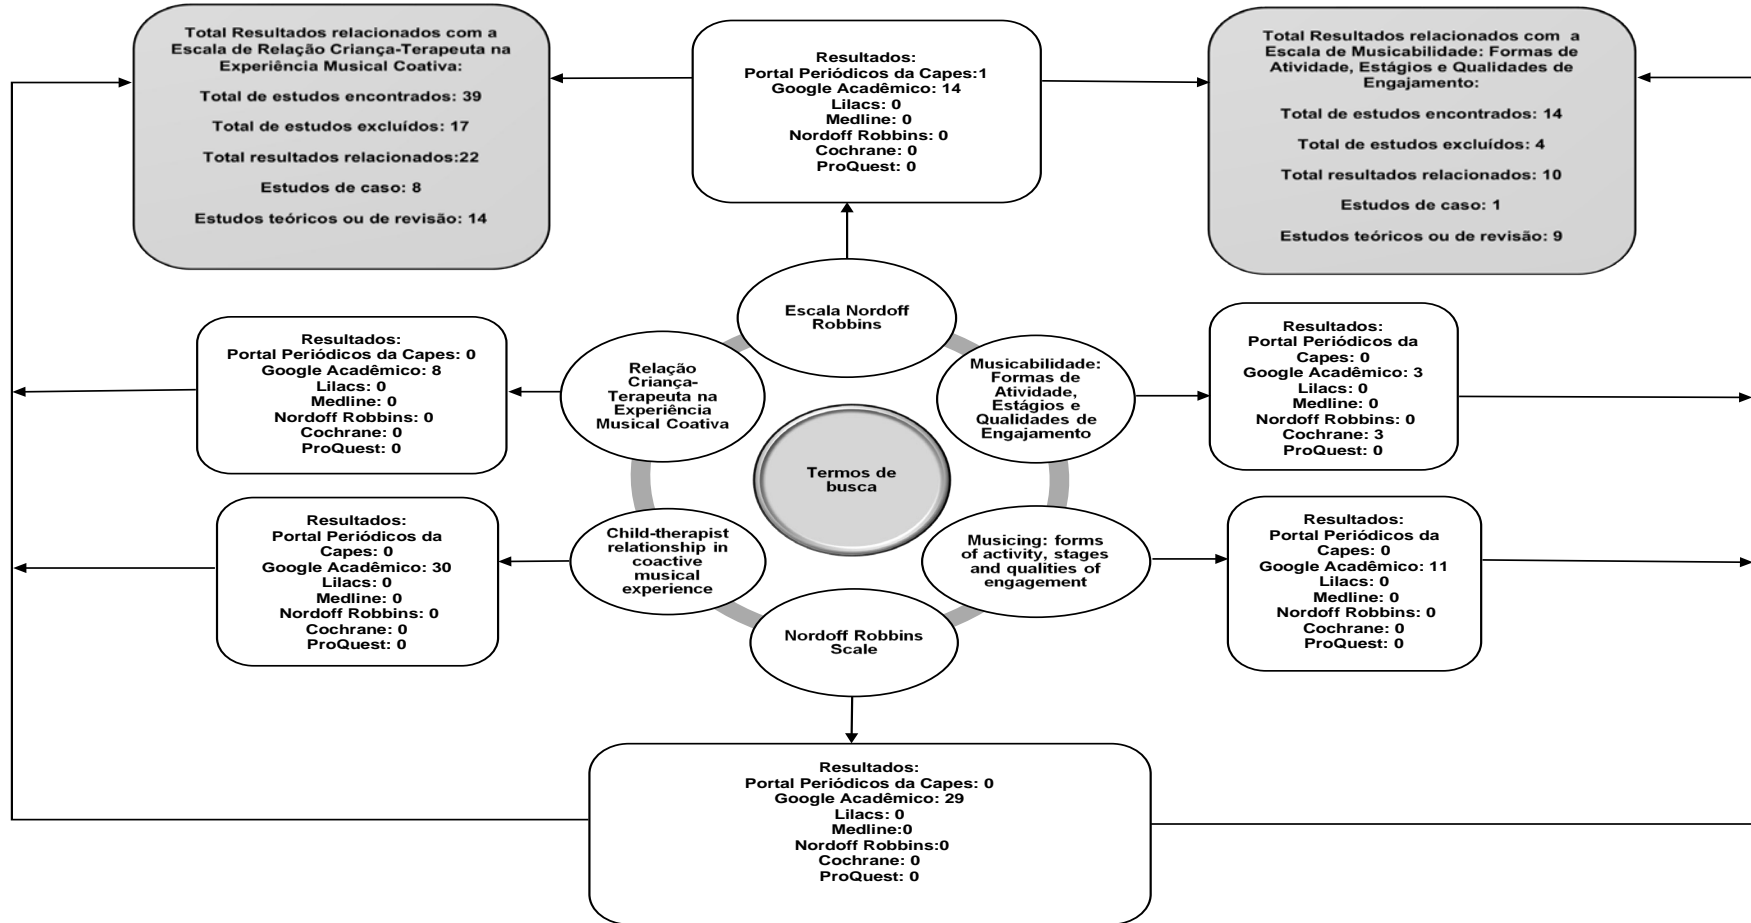 Total Resultados relacionados com a
Escala de Relação Criança-Terapeuta na
Experiência Musical Coativa:
Total de estudos encontrados: 39
Total de estudos excluídos: 17
Total resultados relacionados:22
Estudos de caso: 8
Estudos teóricos ou de revisão: 14
Resultados:
Portal Periódicos da Capes:1
Google Acadêmico: 14
Lilacs: 0
Medline: 0
Nordoff Robbins: 0
Cochrane: 0
ProQuest: 0
Total Resultados relacionados com a
Escala de Musicabilidade: Formas de
Atividade, Estágios e Qualidades de
Engajamento:
Total de estudos encontrados: 14
Total de estudos excluídos: 4
Total resultados relacionados: 10
Estudos de caso: 1
Estudos teóricos ou de revisão: 9
Escala Nordoff
Robbins
Resultados:
Portal Periódicos da Capes: 0
Google Acadêmico: 8
Lilacs: 0
Medline: 0
Nordoff Robbins: 0
Cochrane: 0
ProQuest: 0
Relação
Criança-
Terapeuta na
Experiência
Musical Coativa
Musicabilidade:
Formas de
Atividade,
Estágios e
Qualidades de
Engajamento
Resultados:
Portal Periódicos da
Capes: 0
Google Acadêmico: 3
Lilacs: 0
Medline: 0
Nordoff Robbins: 0
Cochrane: 3
ProQuest: 0
Termos de
busca
Resultados:
Portal Periódicos da
Capes: 0
Google Acadêmico: 30
Lilacs: 0
Medline: 0
Nordoff Robbins: 0
Cochrane: 0
ProQuest: 0
Child-therapist
relationship in
coactive
musical
experience
Musicing: forms
of activity, stages
and qualities of
engagement
Resultados:
Portal Periódicos da
Capes: 0
Google Acadêmico: 11
Lilacs: 0
Medline: 0
Nordoff Robbins: 0
Cochrane: 0
ProQuest: 0
Nordoff Robbins
Scale
Resultados:
Portal Periódicos da Capes: 0
Google Acadêmico: 29
Lilacs: 0
Medline:0
Nordoff Robbins:0
Cochrane: 0
ProQuest: 0